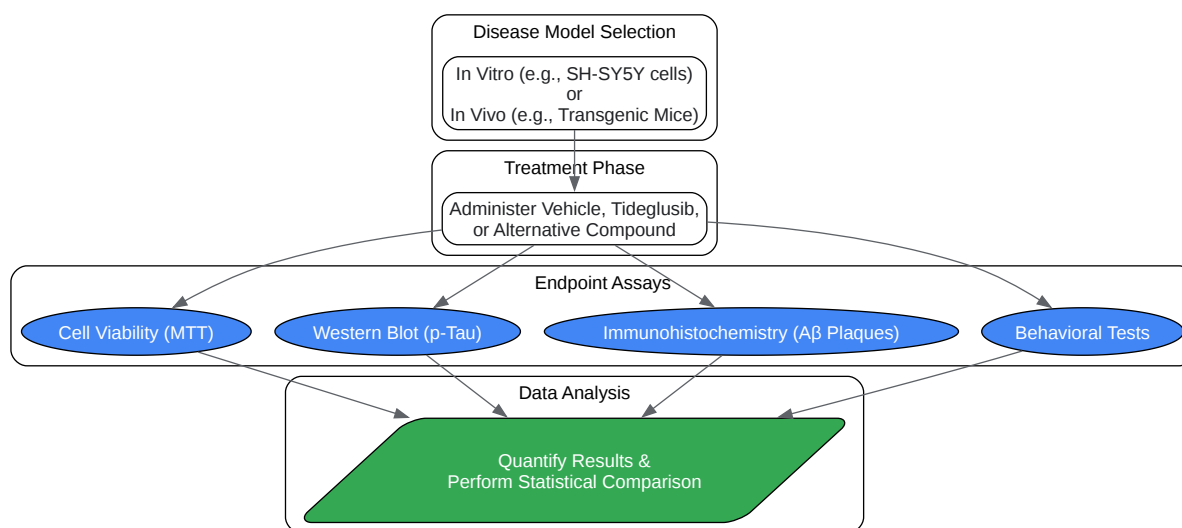 Disease Model Selection
In Vitro (e.g., SH-SY5Y cells)
or
In Vivo (e.g., Transgenic Mice)
Treatment Phase
Administer Vehicle, Tideglusib,
or Alternative Compound
Endpoint Assays
Cell Viability (MTT)
Western Blot (p-Tau)
Immunohistochemistry (Aβ Plaques)
Behavioral Tests
Data Analysis
Quantify Results &
Perform Statistical Comparison